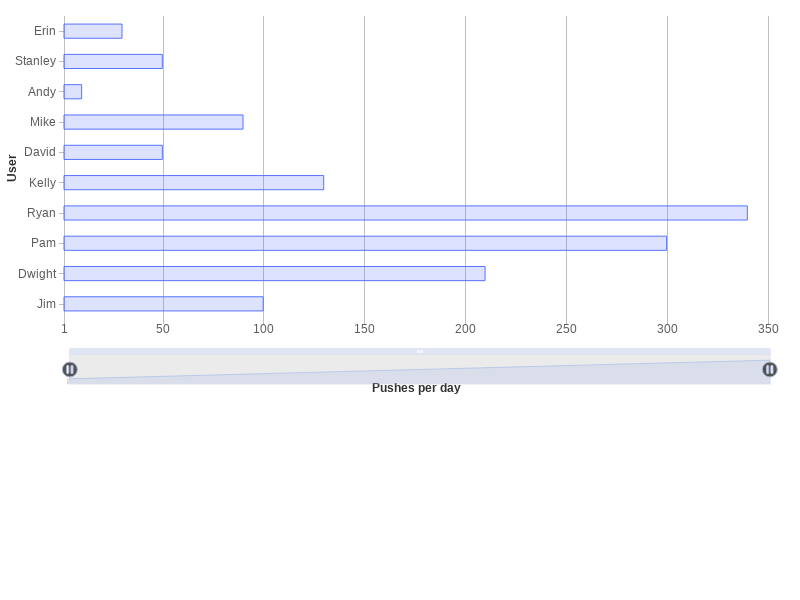 Erin
Stanley
Andy
Mike
David
User
Kelly
Ryan
Pam
Dwight
Jim
1 50 100 150 200 250 300 350
Pushes per day